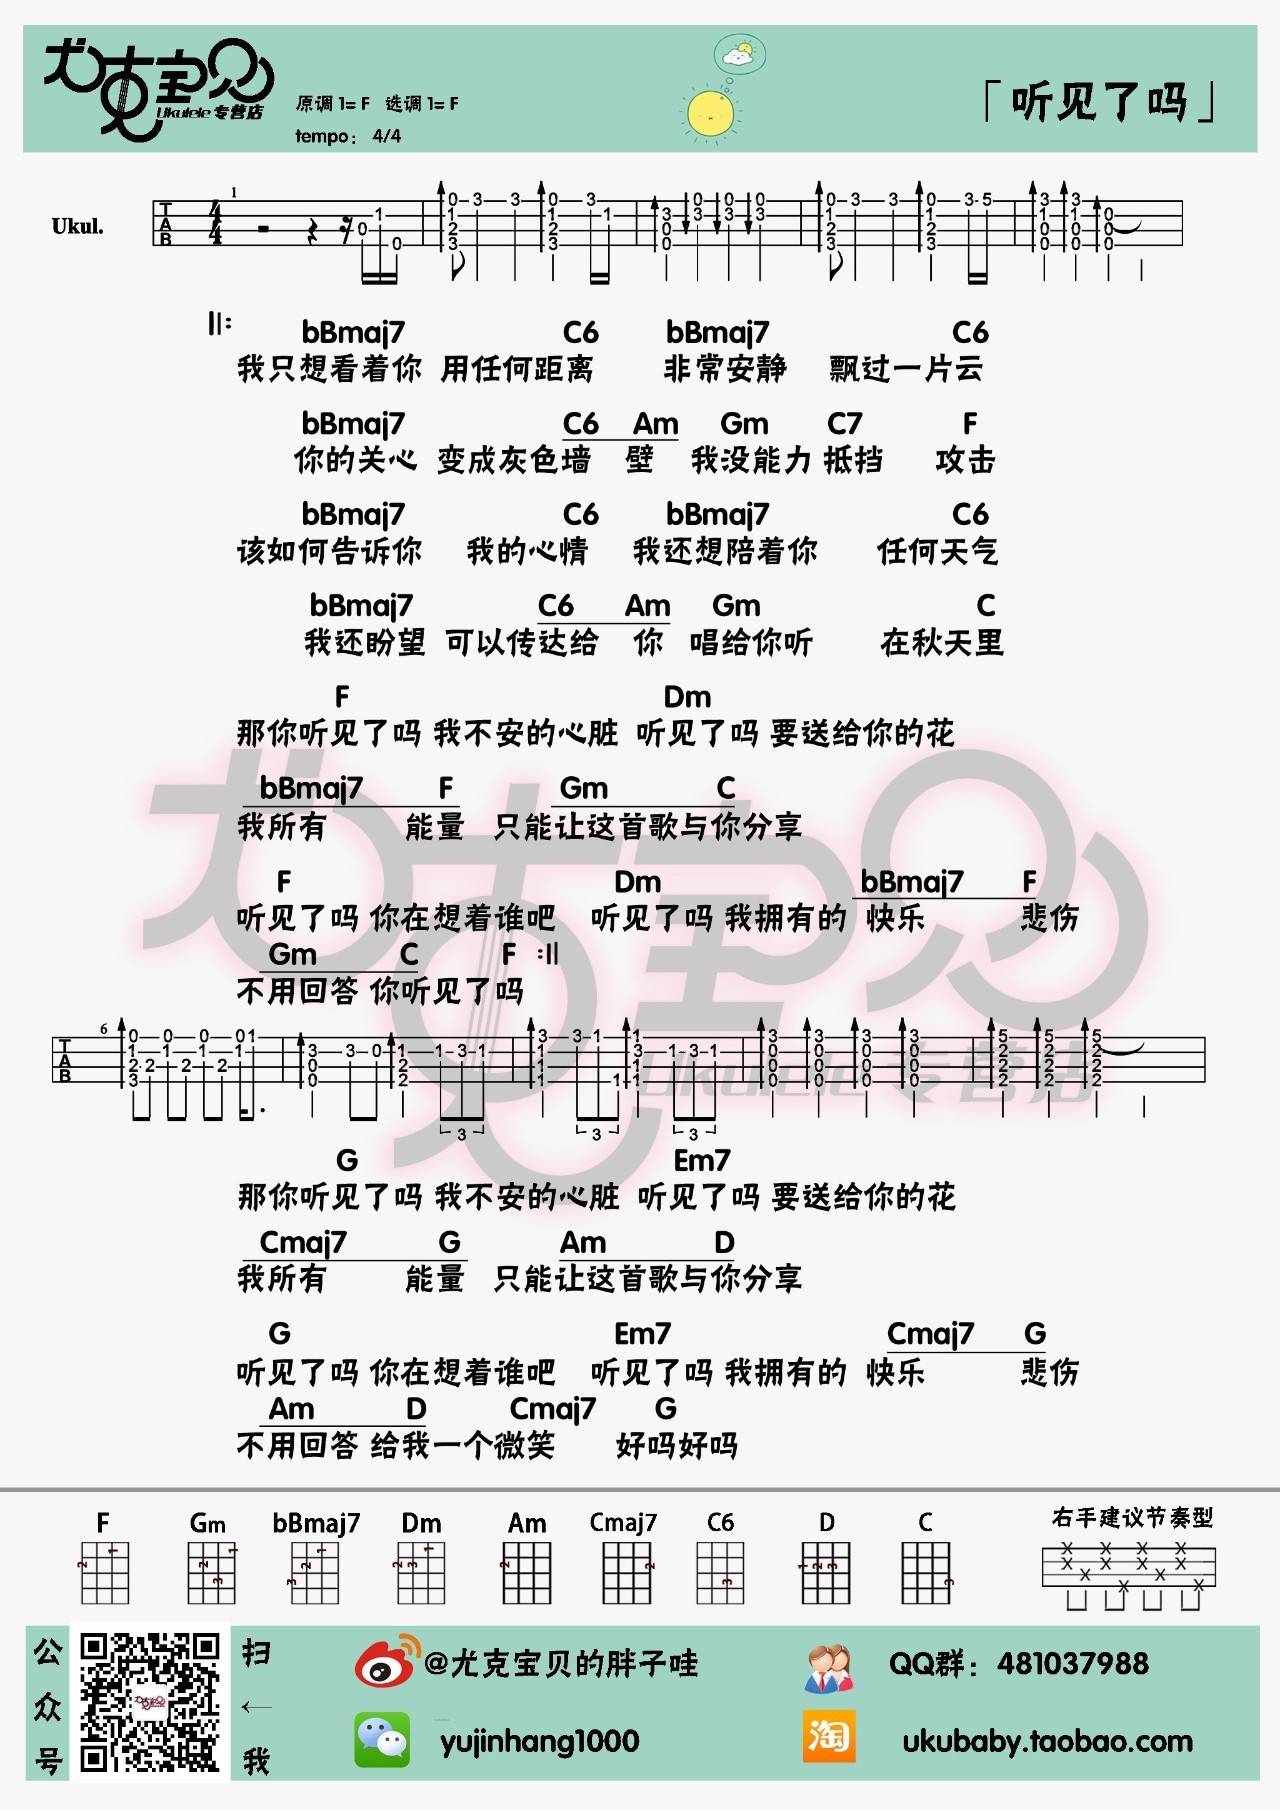 尤克宝贝
Ukulele 专营店
原调 1= F 选调 1= F
tempo: 4/4
「听见了吗」
Ukul.
bBmaj7 C6 bBmaj7 C6
我只想看着你 用任何距离 非常安静 飘过一片云
bBmaj7 C6 Am Gm C7 F
你的关心 变成灰色墙 壁 我没能力 抵挡 攻击
bBmaj7 C6 bBmaj7 C6
该如何告诉你 我的心情 我还想陪着你 任何天气
bBmaj7 C6 Am Gm C
我还盼望 可以传达给 你 唱给你听 在秋天里
F Dm
那你听见了吗 我不安的心脏 听见了吗 要送给你的花
bBmaj7 F Gm C
我所有 能量 只能让这首歌与你分享
F Dm bBmaj7 F
听见了吗 你在想着谁吧 听见了吗 我拥有的 快乐 悲伤
Gm C F
不用回答 你听见了吗
G Em7
那你听见了吗 我不安的心脏 听见了吗 要送给你的花
Cmaj7 G Am D
我所有 能量 只能让这首歌与你分享
G Em7 Cmaj7 G
听见了吗 你在想着谁吧 听见了吗 我拥有的 快乐 悲伤
Am D Cmaj7 G
不用回答 给我一个微笑 好吗好吗
F Gm bBmaj7 Dm Am Cmaj7 C6 D C 右手建议节奏型
公众号
扫←我
@尤克宝贝的胖子哇
QQ群：481037988
yujinhang1000
淘
ukubaby.taobao.com